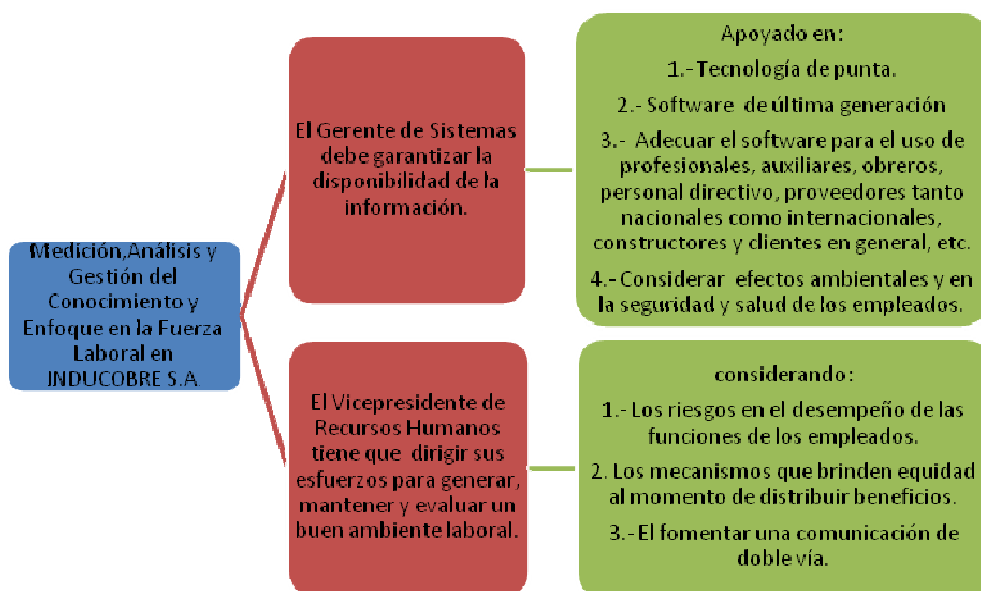 Medición,Análisis y
Gestión del
Conocimiento y
Enfoque en la Fuerza
Laboral en
INDUCOBRE S.A.
El Gerente de Sistemas
debe garantizar la
disponibilidad de la
información.
Apoyado en:
1.- Tecnología de punta.
2.- Software de última generación
3.- Adecuar el software para el uso de
profesionales, auxiliares, obreros,
personal directivo, proveedores tanto
nacionales como internacionales,
constructores y clientes en general, etc.
4.- Considerar efectos ambientales y en
la seguridad y salud de los empleados.
El Vicepresidente de
Recursos Humanos
tiene que dirigir sus
esfuerzos para generar,
mantener y evaluar un
buen ambiente laboral.
considerando:
1.- Los riesgos en el desempeño de las
funciones de los empleados.
2. Los mecanismos que brinden equidad
al momento de distribuir beneficios.
3.- El fomentar una comunicación de
doble vía.